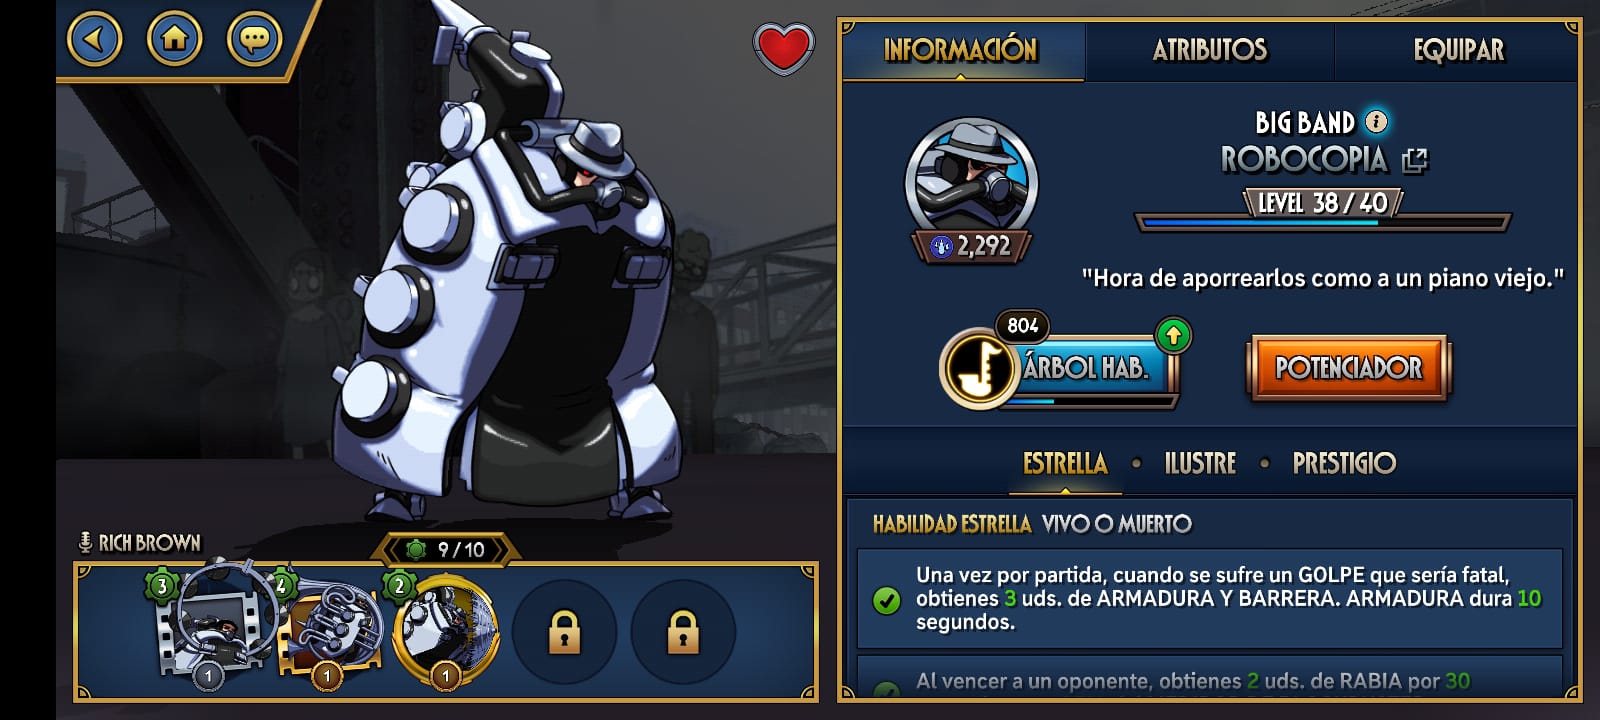 INFORMACIÓN
ATRIBUTOS
EQUIPAR
BIG BAND
ROBOCOPIA
LEVEL 38 / 40
2,292
"Hora de aporrearlos como a un piano viejo."
804
ÁRBOL HAB.
POTENCIADOR
ESTRELLA • ILUSTRE • PRESTIGIO
HABILIDAD ESTRELLA VIVO O MUERTO
Una vez por partida, cuando se sufre un GOLPE que sería fatal,
obtienes 3 uds. de ARMADURA Y BARRERA. ARMADURA dura 10
segundos.
Al vencer a un oponente, obtienes 2 uds. de RABIA por 30
RICH BROWN
9 / 10
3
4
2
1
1
1